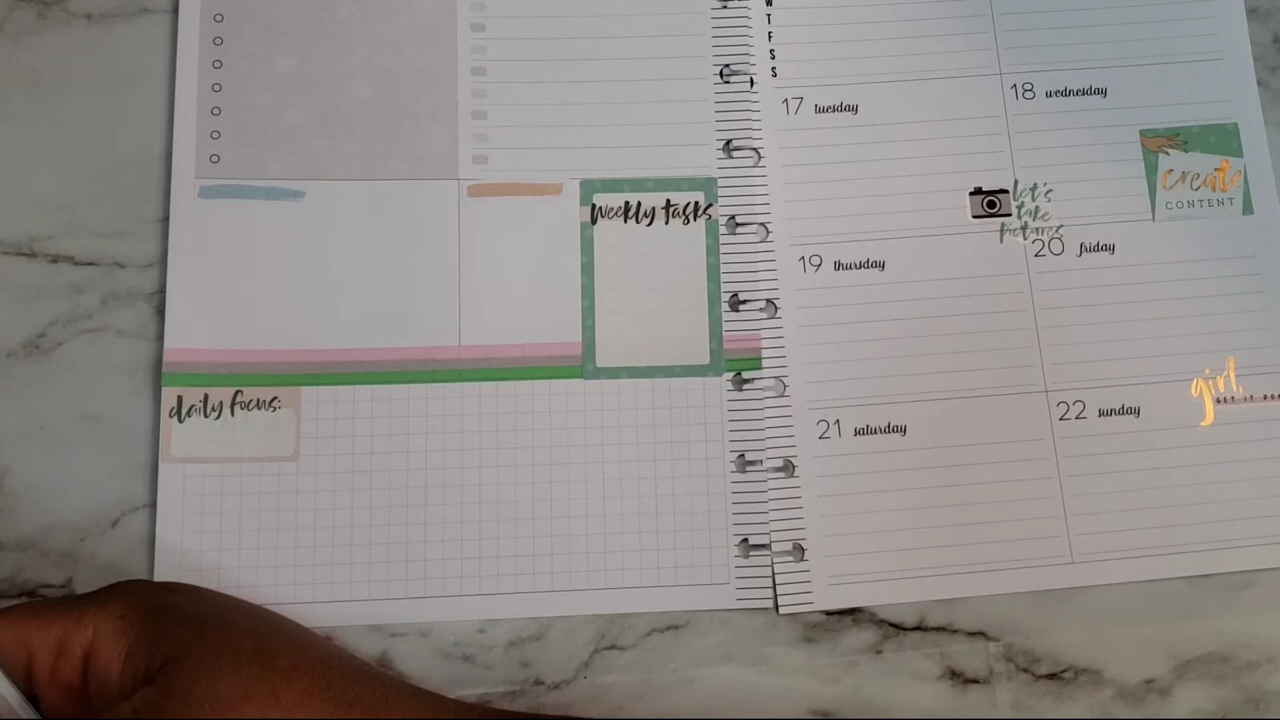 W
T
F
S
S
17 tuesday
18 wednesday
create
CONTENT
let's
take
pictures
weekly tasks
19 thursday
20 friday
girl,
daily focus:
21 saturday
22 sunday